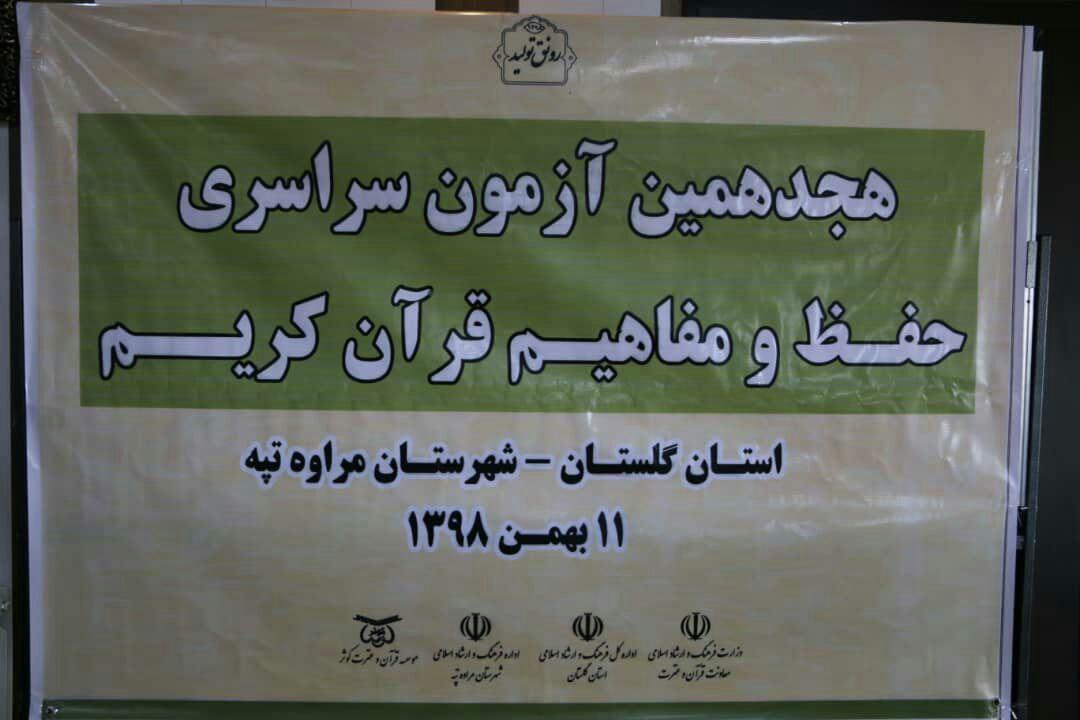 ۱۳۹۸
رونق تولید
هجدهمین آزمون سراسری
حفظ و مفاهیم قرآن کریم
استان گلستان - شهرستان مراوه تپه
۱۱ بهمن ۱۳۹۸
وزارت فرهنگ و ارشاد اسلامی
معاونت قرآن و عترت
اداره کل فرهنگ و ارشاد اسلامی
استان گلستان
اداره فرهنگ و ارشاد اسلامی
شهرستان مراوه تپه
موسسه قرآن و عترت کوثر